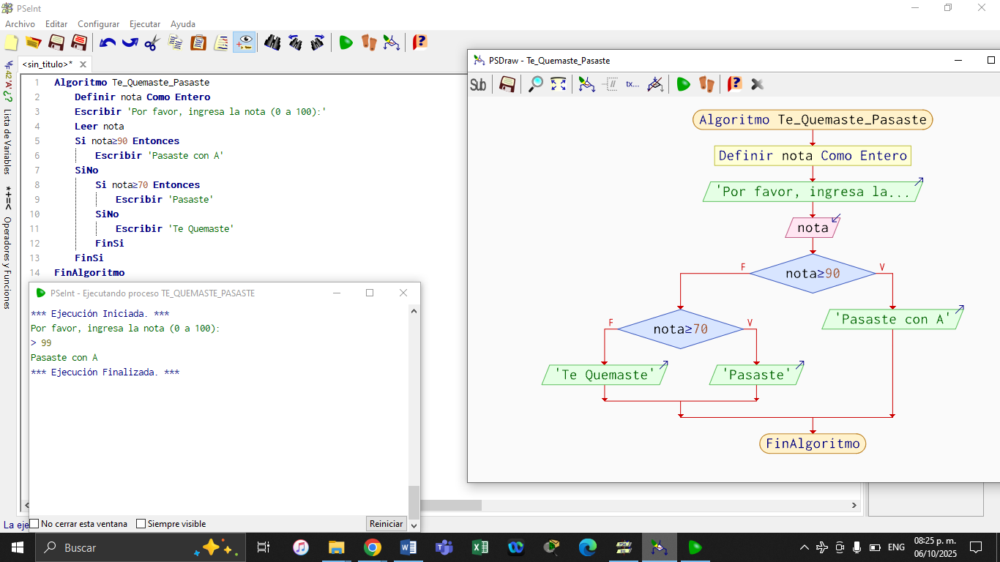 PSeInt
Archivo Editar Configurar Ejecutar Ayuda
<sin_titulo>*
Lista de Variables
*+=< Operadores y Funciones
1 Algoritmo Te_Quemaste_Pasaste
2 Definir nota Como Entero
3 Escribir 'Por favor, ingresa la nota (0 a 100):'
4 Leer nota
5 Si nota≥90 Entonces
6 Escribir 'Pasaste con A'
7 SiNo
8 Si nota≥70 Entonces
9 Escribir 'Pasaste'
10 SiNo
11 Escribir 'Te Quemaste'
12 FinSi
13 FinSi
14 FinAlgoritmo
PSeInt - Ejecutando proceso TE_QUEMASTE_PASASTE
*** Ejecución Iniciada. ***
Por favor, ingresa la nota (0 a 100):
> 99
Pasaste con A
*** Ejecución Finalizada. ***
La eje
No cerrar esta ventana Siempre visible Reiniciar
PSDraw - Te_Quemaste_Pasaste
Sub tx...
Algoritmo Te_Quemaste_Pasaste
Definir nota Como Entero
'Por favor, ingresa la...
nota
F nota≥90 V
'Pasaste con A'
F nota≥70 V
'Te Quemaste' 'Pasaste'
FinAlgoritmo
Buscar
ENG
08:25 p. m.
06/10/2025